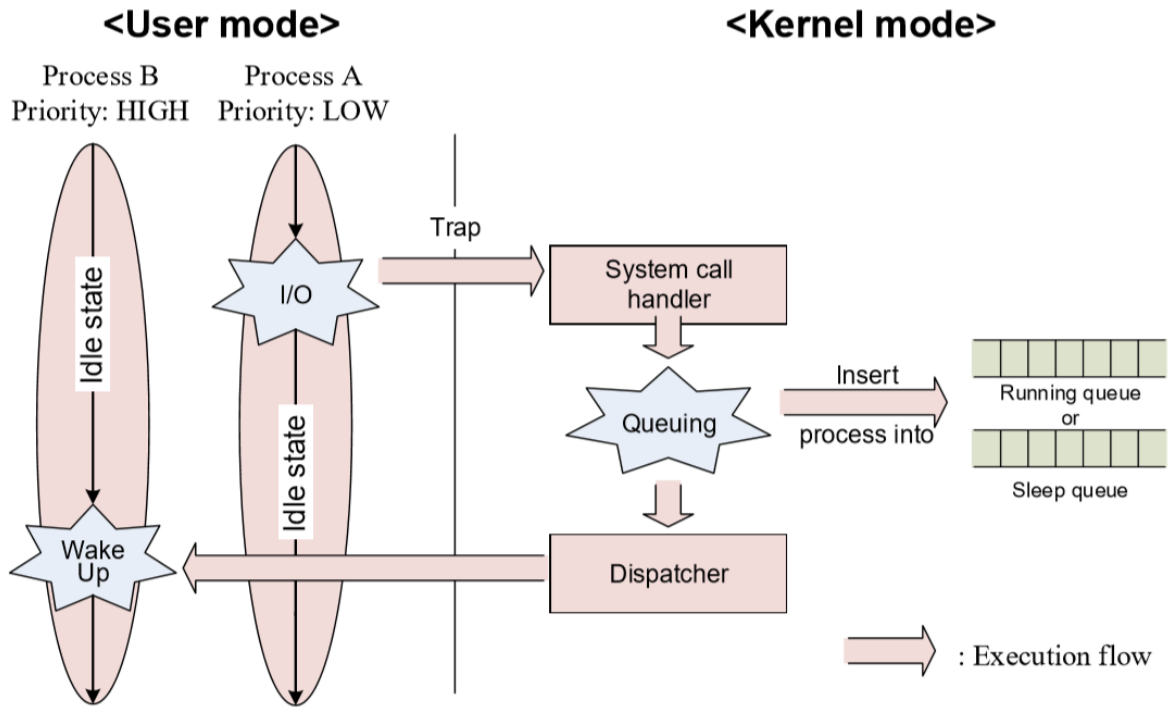 <User mode>
<Kernel mode>
Process B
Priority: HIGH
Process A
Priority: LOW
Idle state
I/O
Idle state
Wake
Up
Trap
System call
handler
Queuing
Insert
process into
Running queue
or
Sleep queue
Dispatcher
: Execution flow